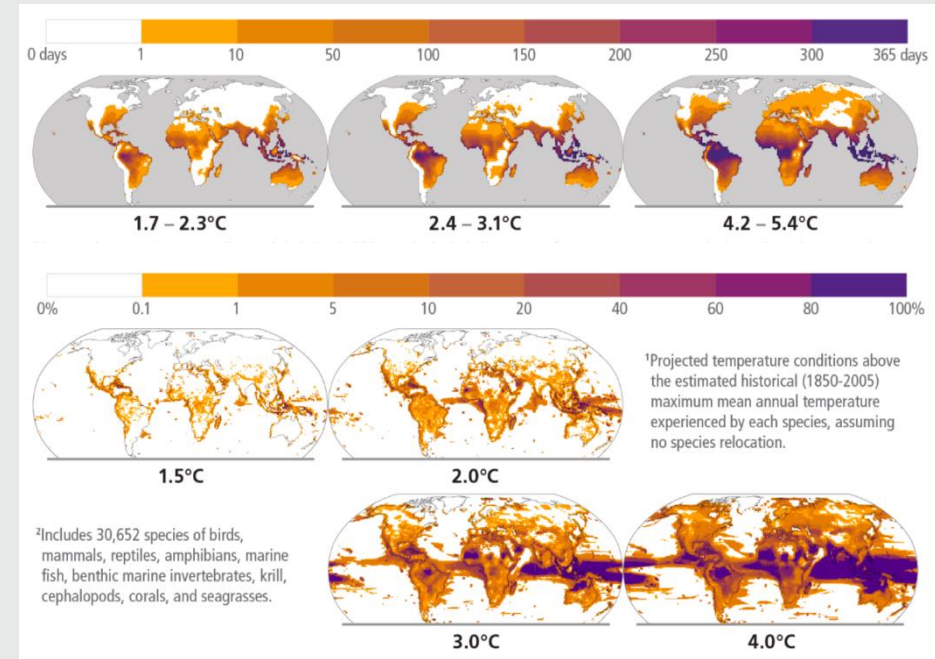 0 days 1 10 50 100 150 200 250 300 365 days
1.7 – 2.3°C 2.4 – 3.1°C 4.2 – 5.4°C
0% 0.1 1 5 10 20 40 60 80 100%
¹Projected temperature conditions above
the estimated historical (1850-2005)
maximum mean annual temperature
experienced by each species, assuming
no species relocation.
1.5°C 2.0°C
²Includes 30,652 species of birds,
mammals, reptiles, amphibians, marine
fish, benthic marine invertebrates, krill,
cephalopods, corals, and seagrasses.
3.0°C 4.0°C